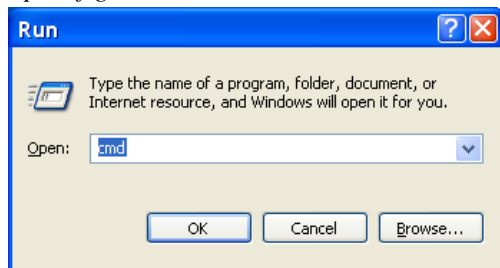 Run
Type the name of a program, folder, document, or
Internet resource, and Windows will open it for you.
Open: cmd
OK Cancel Browse...